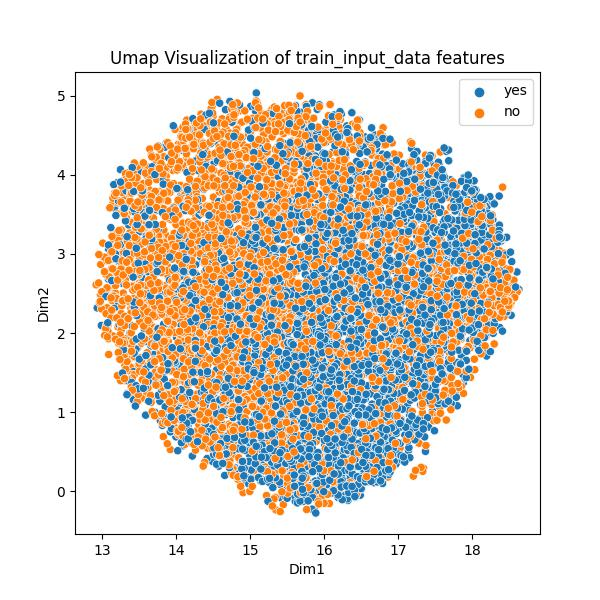 Umap Visualization of train_input_data features
yes
no
5
4
3
2
1
0
Dim2
13 14 15 16 17 18
Dim1